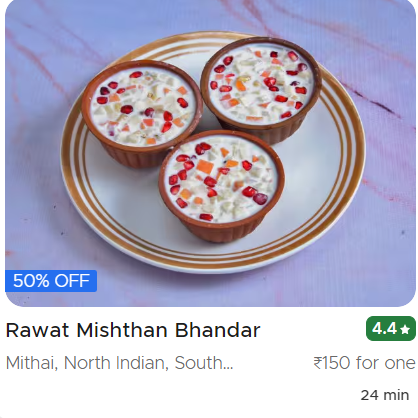 50% OFF
Rawat Mishthan Bhandar 4.4★
Mithai, North Indian, South... ₹150 for one
24 min